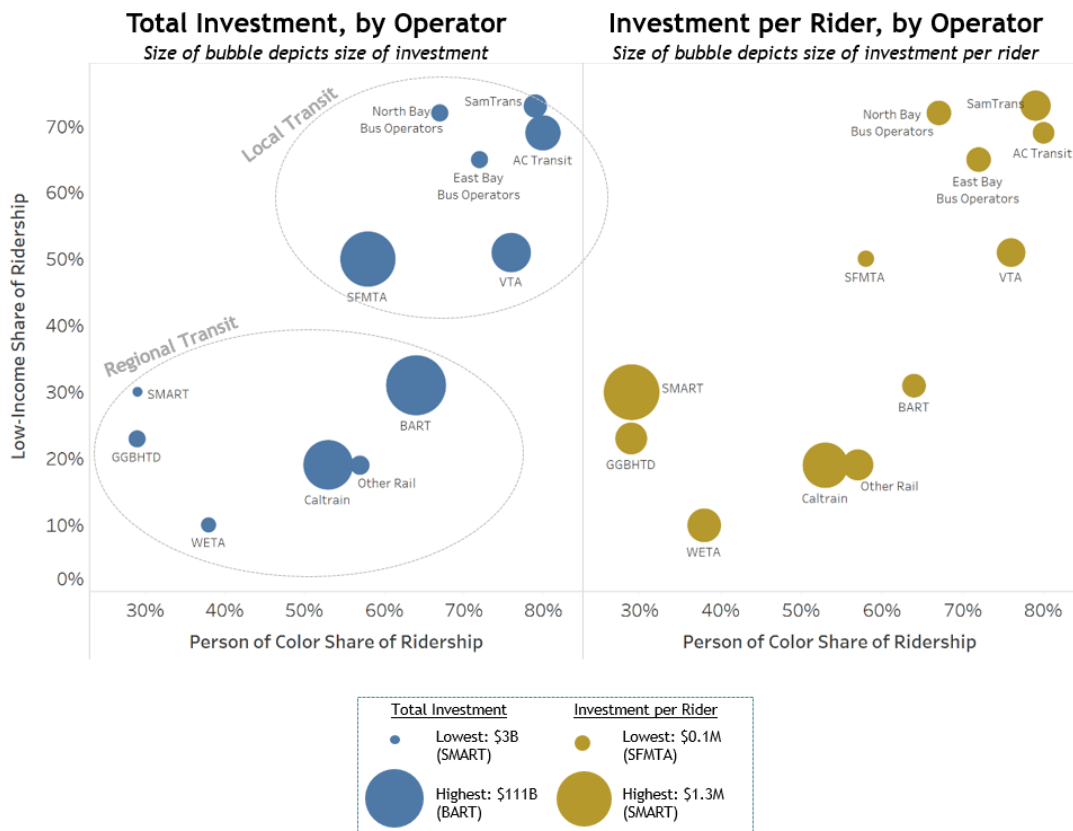 Total Investment, by Operator
Size of bubble depicts size of investment
Investment per Rider, by Operator
Size of bubble depicts size of investment per rider
Low-Income Share of Ridership
70%
60%
50%
40%
30%
20%
10%
0%
Local Transit
North Bay
Bus Operators
SamTrans
AC Transit
East Bay
Bus Operators
SFMTA
VTA
Regional Transit
SMART
GGBHTD
BART
Caltrain
Other Rail
WETA
30%
40%
50%
60%
70%
80%
Person of Color Share of Ridership
North Bay
Bus Operators
SamTrans
AC Transit
East Bay
Bus Operators
SFMTA
VTA
SMART
GGBHTD
BART
Caltrain
Other Rail
WETA
30%
40%
50%
60%
70%
80%
Person of Color Share of Ridership
Total Investment
Lowest: $3B
(SMART)
Highest: $111B
(BART)
Investment per Rider
Lowest: $0.1M
(SFMTA)
Highest: $1.3M
(SMART)